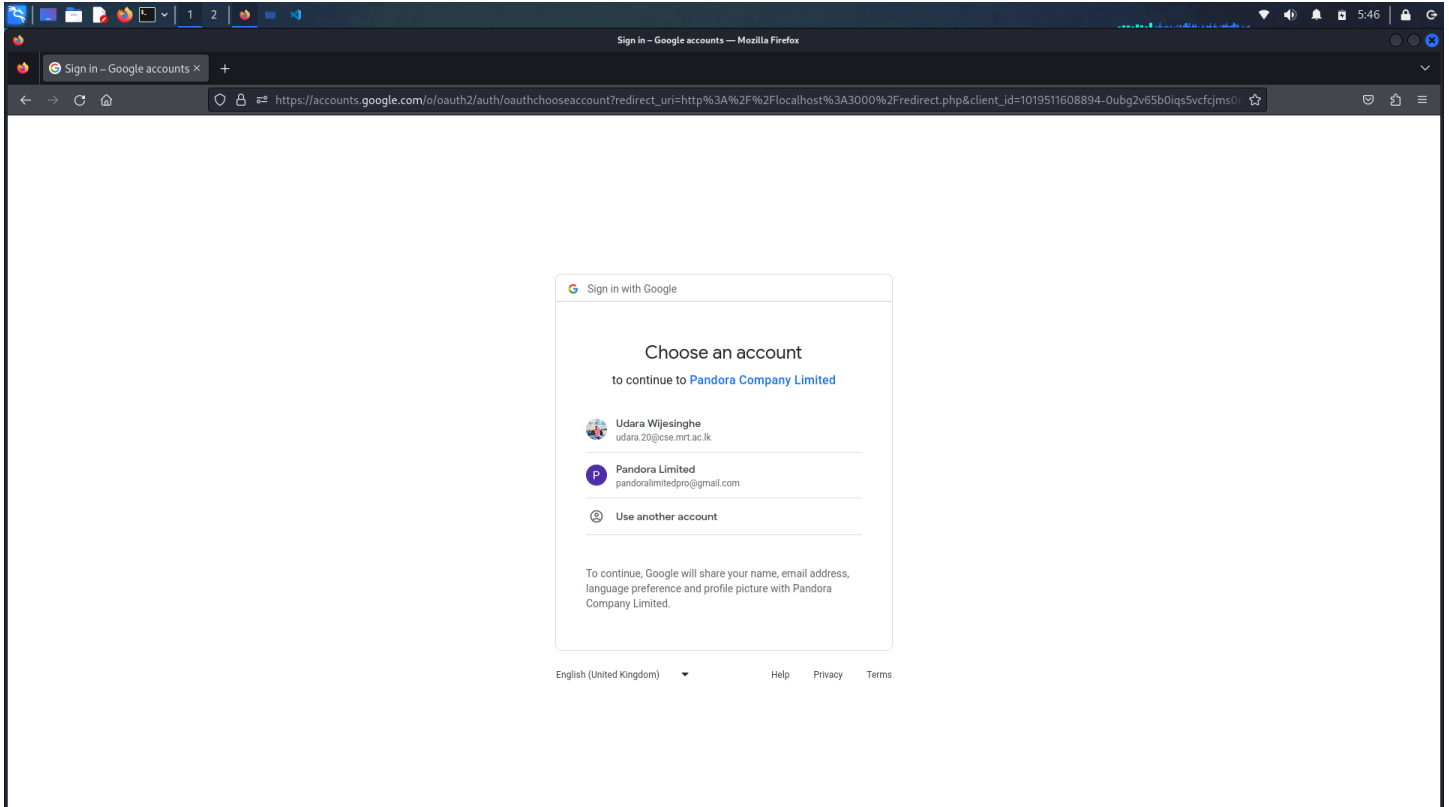 1 2 5:46
Sign in – Google accounts — Mozilla Firefox
Sign in – Google accounts
https://accounts.google.com/o/oauth2/auth/oauthchooseaccount?redirect_uri=http%3A%2F%2Flocalhost%3A3000%2Fredirect.php&client_id=1019511608894-0ubg2v65b0iqs5vcfcjms0
Sign in with Google
Choose an account
to continue to Pandora Company Limited
Udara Wijesinghe
udara.20@cse.mrt.ac.lk
P
Pandora Limited
pandoralimitedpro@gmail.com
Use another account
To continue, Google will share your name, email address,
language preference and profile picture with Pandora
Company Limited.
English (United Kingdom) Help Privacy Terms